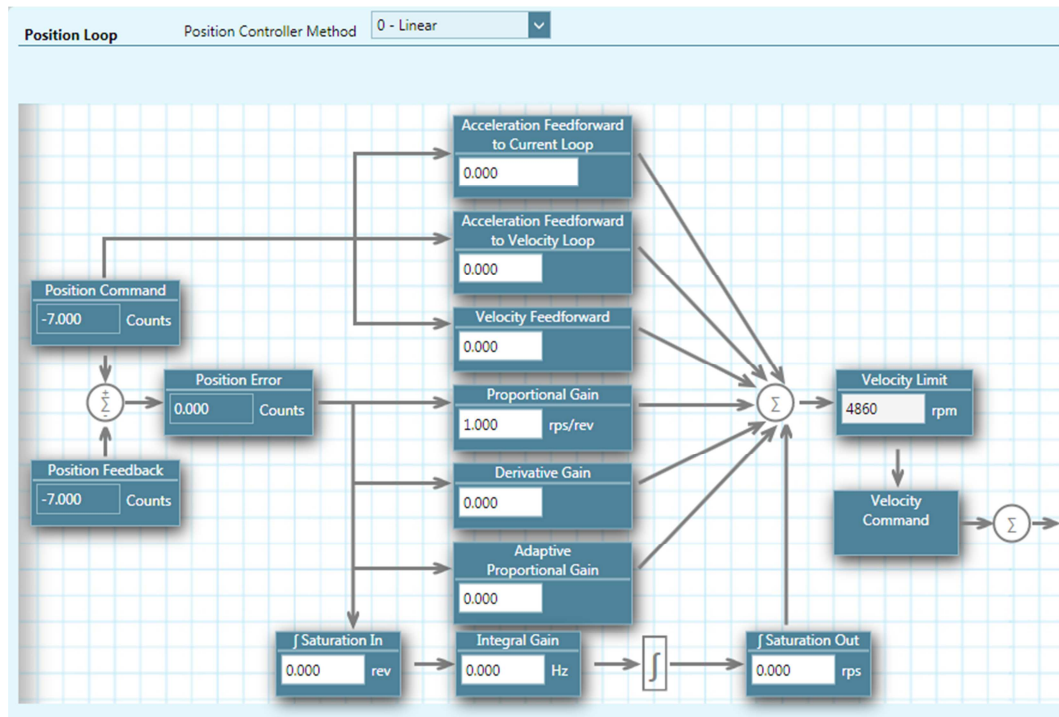 Position Loop
Position Controller Method
0 - Linear
Acceleration Feedforward
to Current Loop
0.000
Acceleration Feedforward
to Velocity Loop
0.000
Position Command
-7.000 Counts
Velocity Feedforward
0.000
Position Error
0.000 Counts
Σ
+
-
Proportional Gain
1.000 rps/rev
Σ
Velocity Limit
4860 rpm
Position Feedback
-7.000 Counts
Derivative Gain
0.000
Velocity
Command
Σ
Adaptive
Proportional Gain
0.000
∫ Saturation In
0.000 rev
Integral Gain
0.000 Hz
∫
∫ Saturation Out
0.000 rps